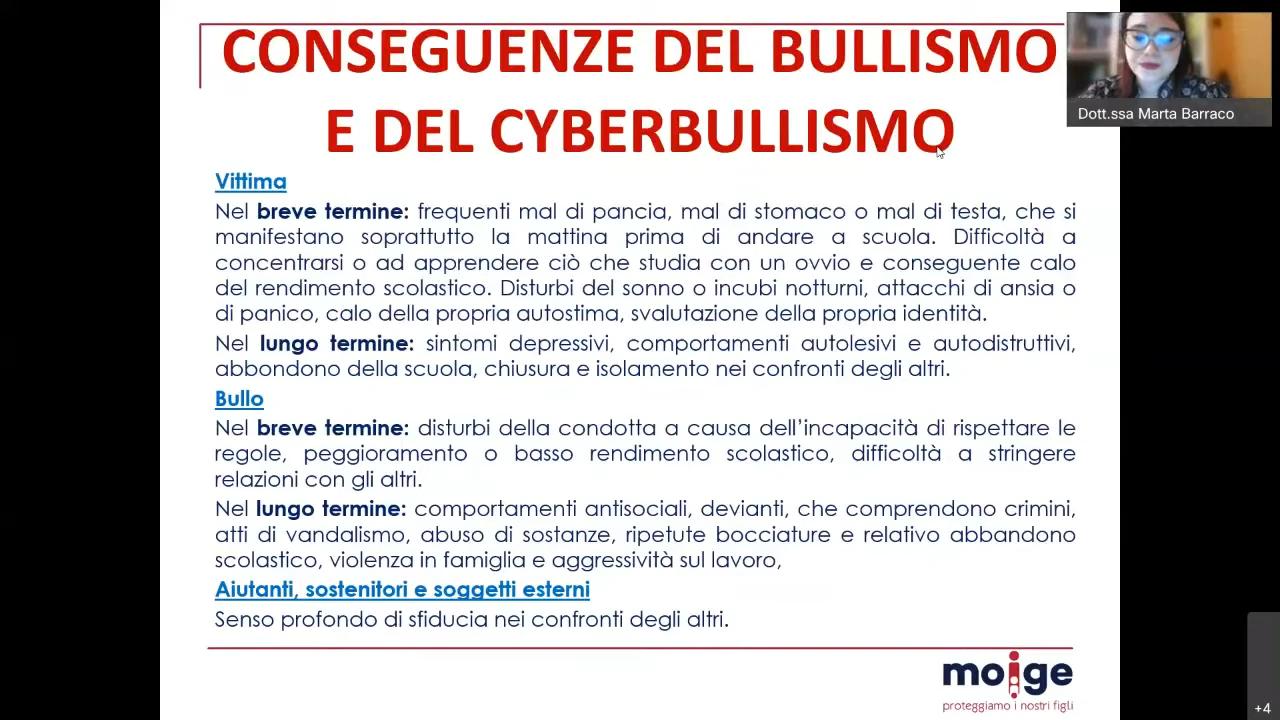 CONSEGUENZE DEL BULLISMO
E DEL CYBERBULLISMO
Dott.ssa Marta Barraco
Vittima
Nel breve termine: frequenti mal di pancia, mal di stomaco o mal di testa, che si
manifestano soprattutto la mattina prima di andare a scuola. Difficoltà a
concentrarsi o ad apprendere ciò che studia con un ovvio e conseguente calo
del rendimento scolastico. Disturbi del sonno o incubi notturni, attacchi di ansia o
di panico, calo della propria autostima, svalutazione della propria identità.
Nel lungo termine: sintomi depressivi, comportamenti autolesivi e autodistruttivi,
abbondono della scuola, chiusura e isolamento nei confronti degli altri.
Bullo
Nel breve termine: disturbi della condotta a causa dell'incapacità di rispettare le
regole, peggioramento o basso rendimento scolastico, difficoltà a stringere
relazioni con gli altri.
Nel lungo termine: comportamenti antisociali, devianti, che comprendono crimini,
atti di vandalismo, abuso di sostanze, ripetute bocciature e relativo abbandono
scolastico, violenza in famiglia e aggressività sul lavoro,
Aiutanti, sostenitori e soggetti esterni
Senso profondo di sfiducia nei confronti degli altri.
moige
proteggiamo i nostri figli
+4